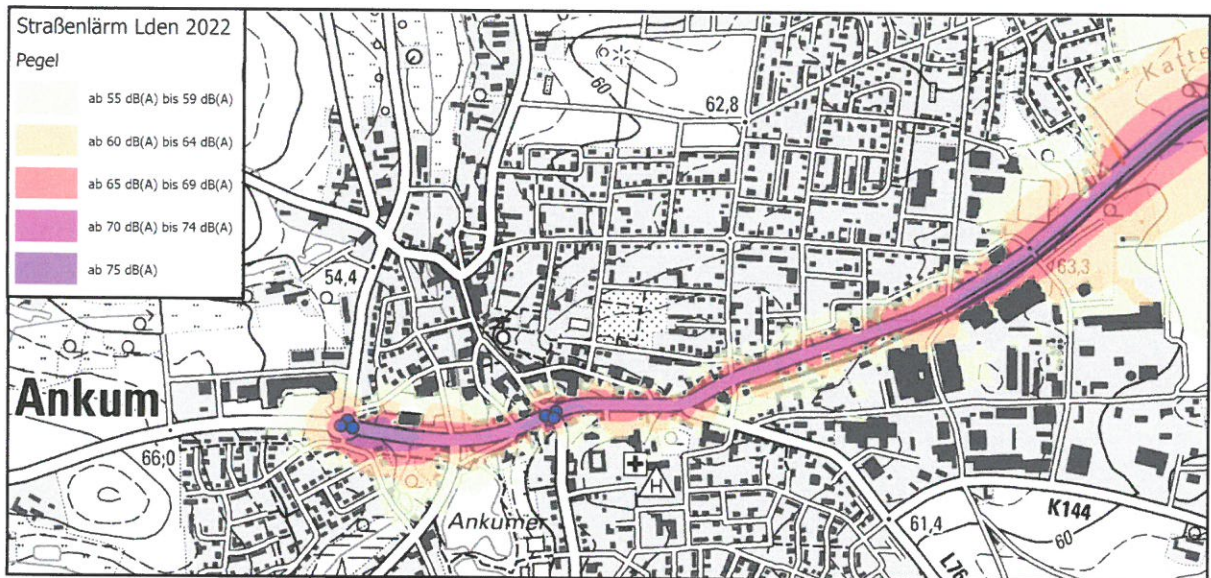 Straßenlärm Lden 2022
Pegel
ab 55 dB(A) bis 59 dB(A)
ab 60 dB(A) bis 64 dB(A)
ab 65 dB(A) bis 69 dB(A)
ab 70 dB(A) bis 74 dB(A)
ab 75 dB(A)
60
62,8
Katte
54,4
63,3
Ankum
66,0
H
Ankumer
61,4
K144
60
L76